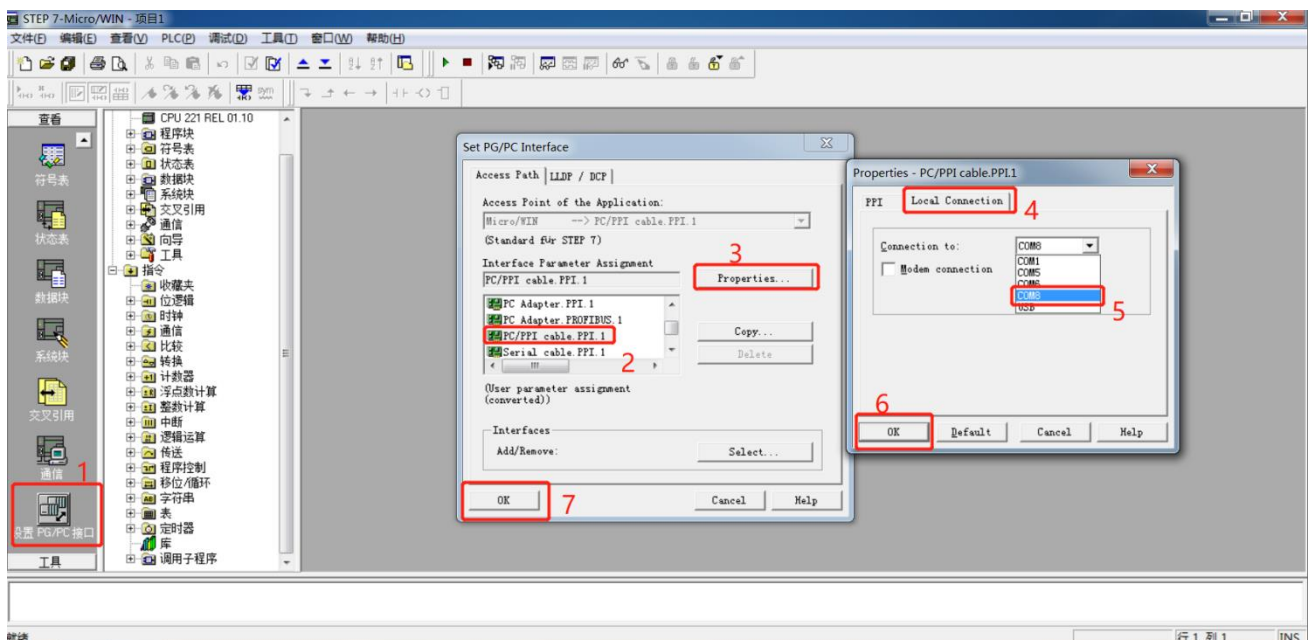 STEP 7-Micro/WIN - 项目1
文件(F) 编辑(E) 查看(V) PLC(P) 调试(D) 工具(T) 窗口(W) 帮助(H)
sym
查看
符号表
状态表
数据块
系统块
交叉引用
通信
1
设置 PG/PC 接口
工具
CPU 221 REL 01.10
程序块
符号表
状态表
数据块
系统块
交叉引用
通信
向导
工具
指令
收藏夹
位逻辑
时钟
通信
比较
转换
计数器
浮点数计算
整数计算
中断
逻辑运算
传送
程序控制
移位/循环
字符串
表
定时器
库
调用子程序
Set PG/PC Interface
Access Path LLDP / DCP
Access Point of the Application:
Micro/WIN --> PC/PPI cable.PPI.1
(Standard für STEP 7)
Interface Parameter Assignment
PC/PPI cable.PPI.1
3
Properties...
PC Adapter.PPI.1
PC Adapter.PROFIBUS.1
PC/PPI cable.PPI.1
Serial cable.PPI.1
2
Copy...
Delete
(User parameter assignment
(converted))
Interfaces
Add/Remove:
Select...
OK
7
Cancel
Help
Properties - PC/PPI cable.PPI.1
PPI Local Connection
4
Connection to:
COM8
Modem connection
COM1
COM5
COM6
COM8
USB
5
6
OK Default Cancel Help
就绪
行 1, 列 1
INS